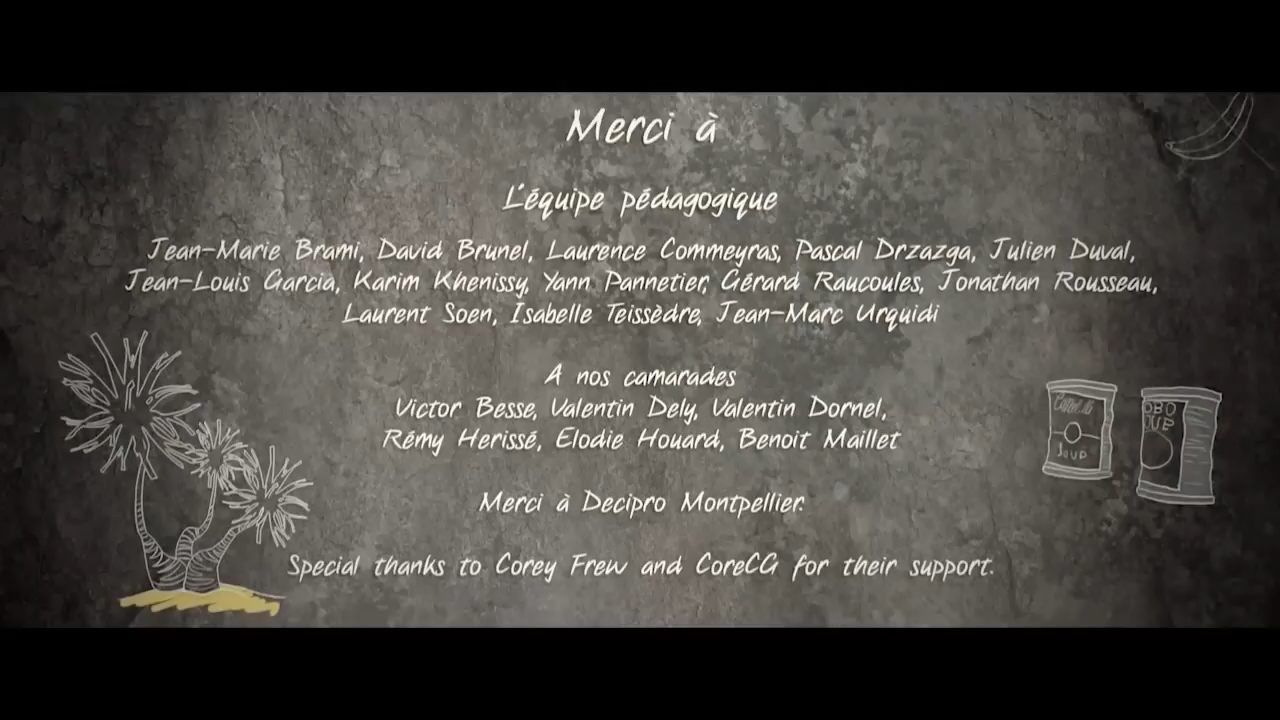 Merci à
L'équipe pédagogique
Jean-Marie Brami, David Brunel, Laurence Commeyras, Pascal Drzazga, Julien Duval,
Jean-Louis Garcia, Karim Khenissy, Yann Pannetier, Gérard Raucoules, Jonathan Rousseau,
Laurent Soen, Isabelle Teissèdre, Jean-Marc Urquidi
A nos camarades
Victor Besse, Valentin Dely, Valentin Dornel,
Rémy Herissé, Elodie Houard, Benoit Maillet
Merci à Decipro Montpellier.
Special thanks to Corey Frew and CoreCG for their support.
Soup
OBO
OUP